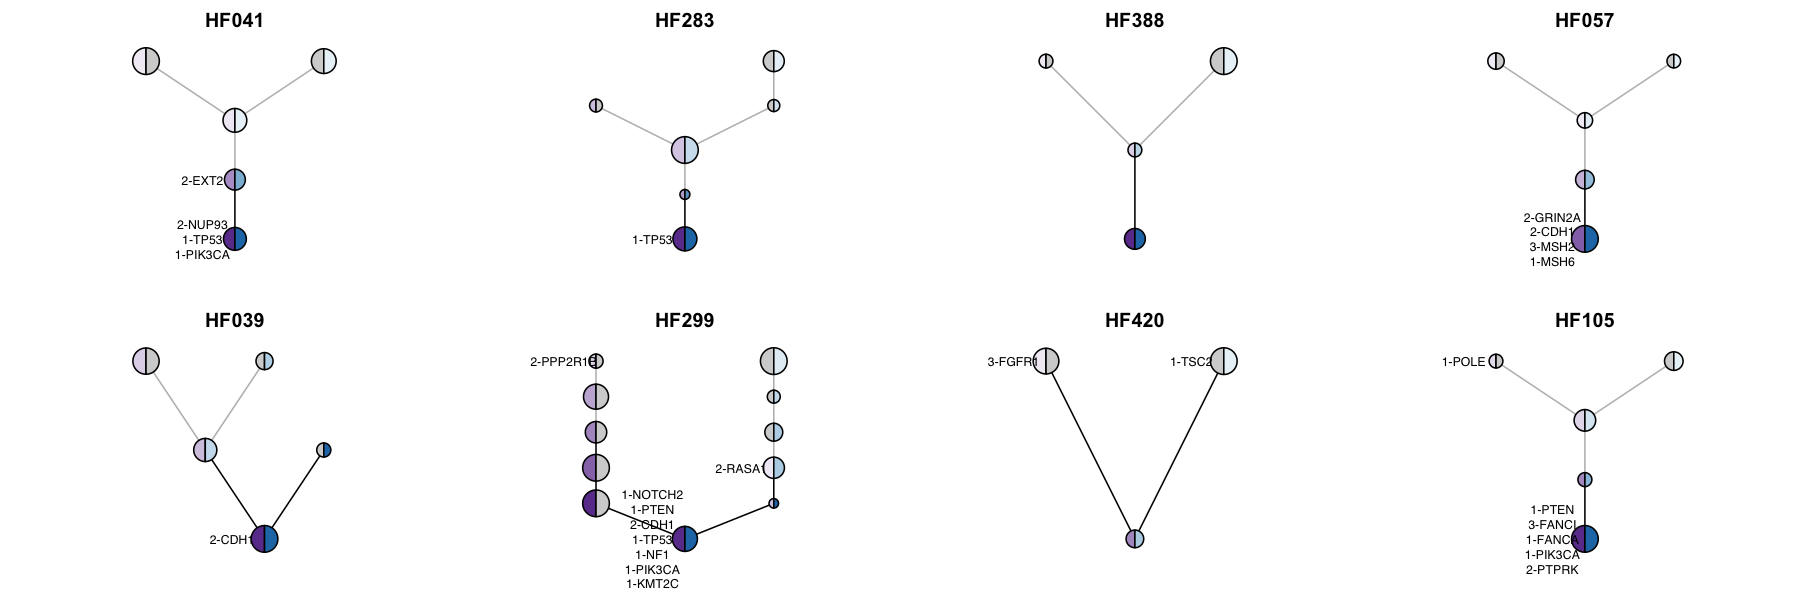 HF041
HF283
HF388
HF057
2-EXT2
2-NUP93
1-TP53
1-PIK3CA
1-TP53
2-GRIN2A
2-CDH1
3-MSH2
1-MSH6
HF039
HF299
HF420
HF105
2-CDH1
2-PPP2R1B
2-RASA1
1-NOTCH2
1-PTEN
2-CDH1
1-TP53
1-NF1
1-PIK3CA
1-KMT2C
3-FGFR1
1-TSC2
1-POLE
1-PTEN
3-FANCL
1-FANCA
1-PIK3CA
2-PTPRK